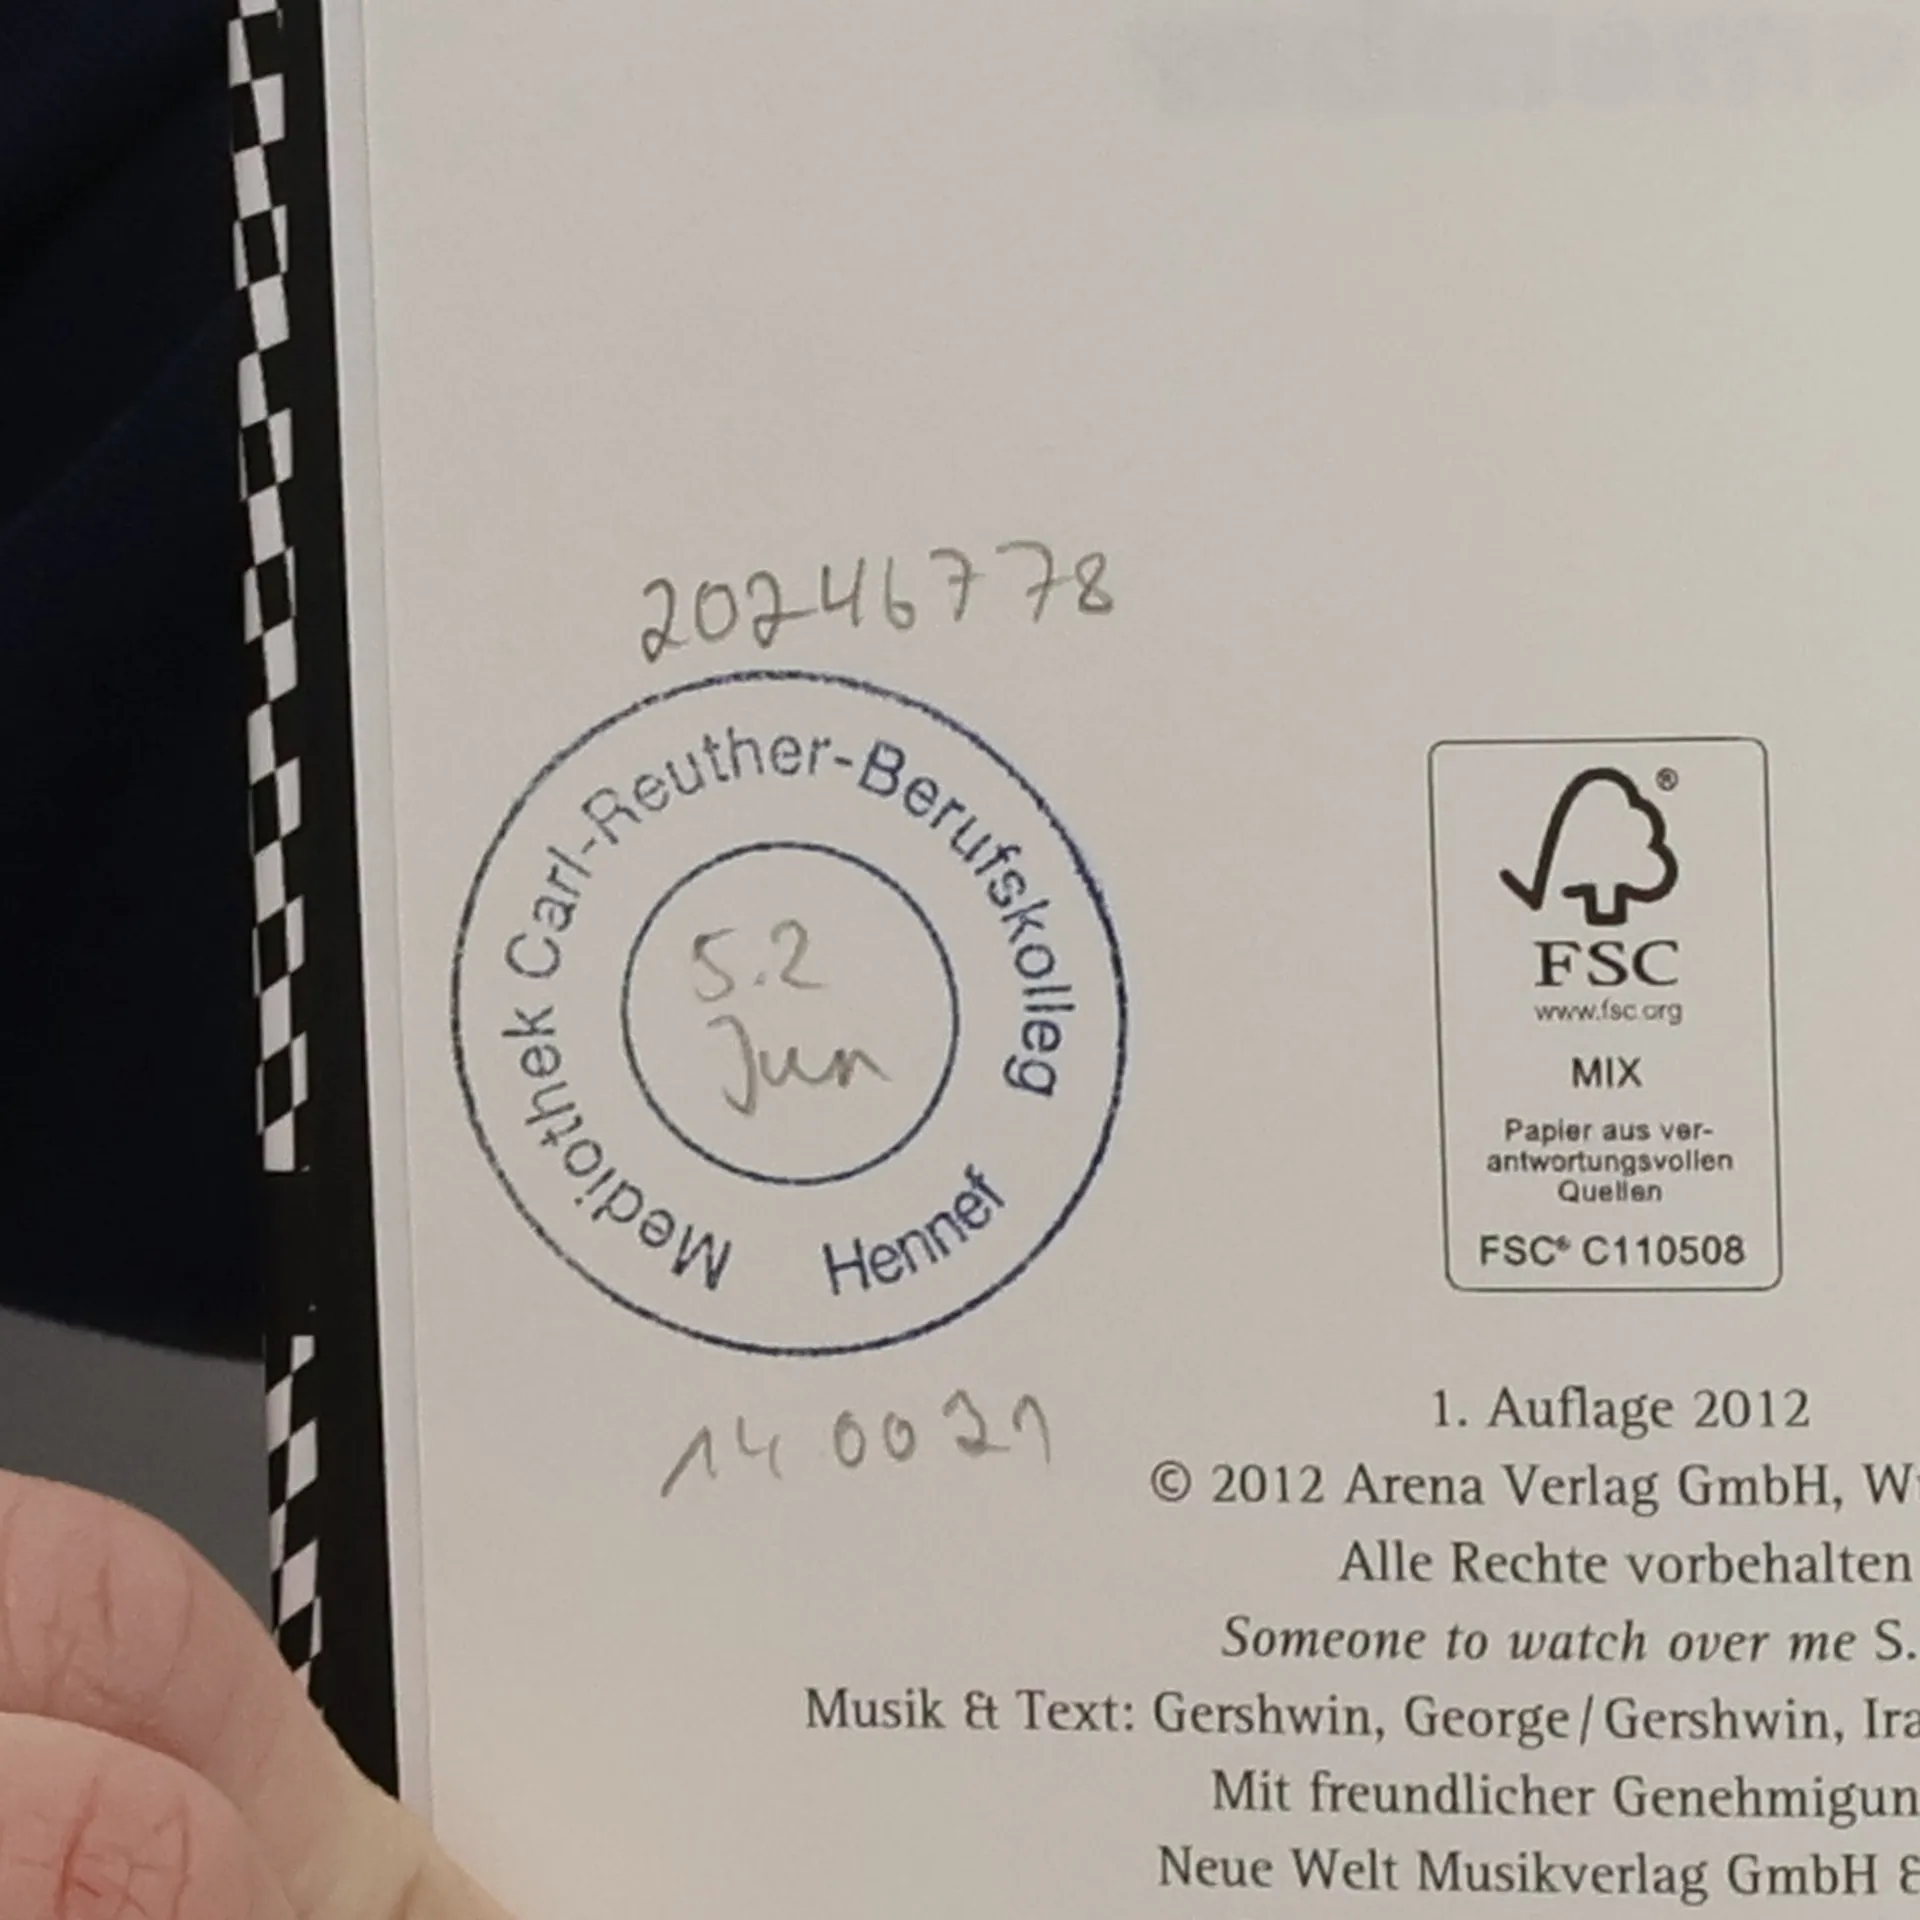 20246778
Mediothek Carl-Reuther-Berufskolleg
Hennef
5.2
Jun
140021
®
FSC
www.fsc.org
MIX
Papier aus ver-
antwortungsvollen
Quellen
FSC® C110508
1. Auflage 2012
© 2012 Arena Verlag GmbH,
Alle Rechte vorbehalten
Someone to watch over me S.
Musik & Text: Gershwin, George/Gershwin, Ira
Mit freundlicher
Neue Welt Musikverlag GmbH &